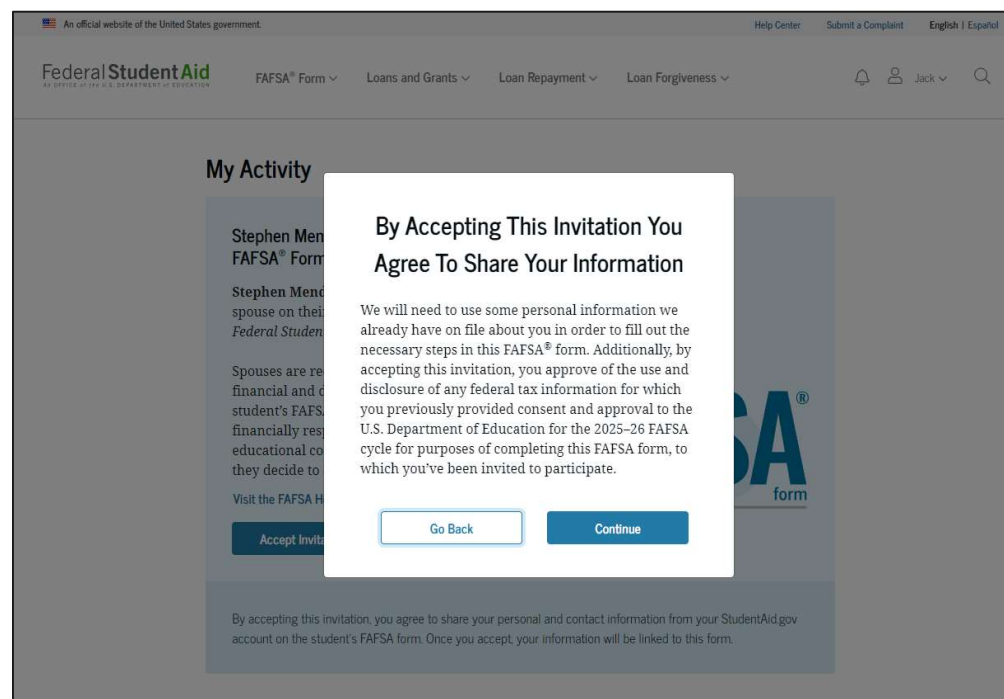 An official website of the United States government.
Help Center Submit a Complaint English | Español
Federal Student Aid
An OFFICE of the U.S. DEPARTMENT of EDUCATION
FAFSA® Form Loans and Grants Loan Repayment Loan Forgiveness Jack
My Activity
Stephen Men
FAFSA® Form
Stephen Mend
spouse on thei
Federal Studen
Spouses are re
financial and d
student's FAFS
financially resp
educational co
they decide to
Visit the FAFSA H
Accept Invita
By Accepting This Invitation You
Agree To Share Your Information
We will need to use some personal information we
already have on file about you in order to fill out the
necessary steps in this FAFSA® form. Additionally, by
accepting this invitation, you approve of the use and
disclosure of any federal tax information for which
you previously provided consent and approval to the
U.S. Department of Education for the 2025–26 FAFSA
cycle for purposes of completing this FAFSA form, to
which you've been invited to participate.
Go Back Continue
SA®
form
By accepting this invitation, you agree to share your personal and contact information from your StudentAid.gov
account on the student's FAFSA form. Once you accept, your information will be linked to this form.